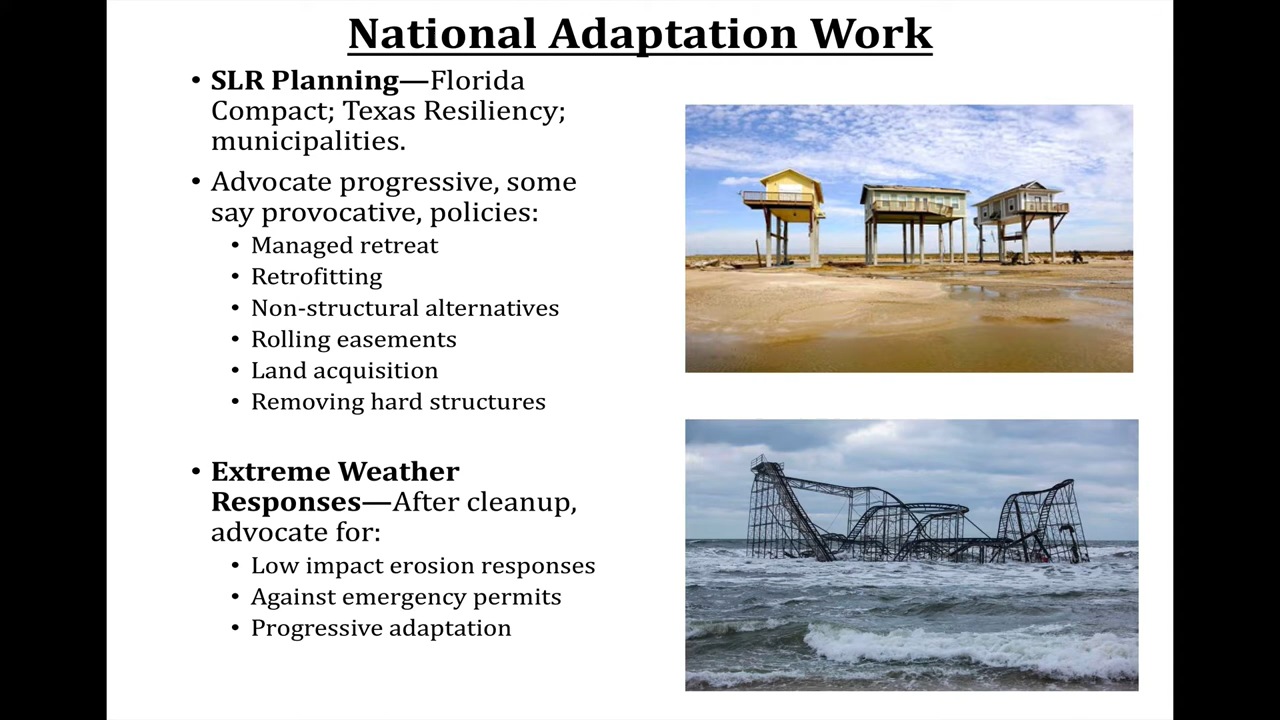 National Adaptation Work
• SLR Planning—Florida
Compact; Texas Resiliency;
municipalities.
• Advocate progressive, some
say provocative, policies:
• Managed retreat
• Retrofitting
• Non-structural alternatives
• Rolling easements
• Land acquisition
• Removing hard structures
• Extreme Weather
Responses—After cleanup,
advocate for:
• Low impact erosion responses
• Against emergency permits
• Progressive adaptation